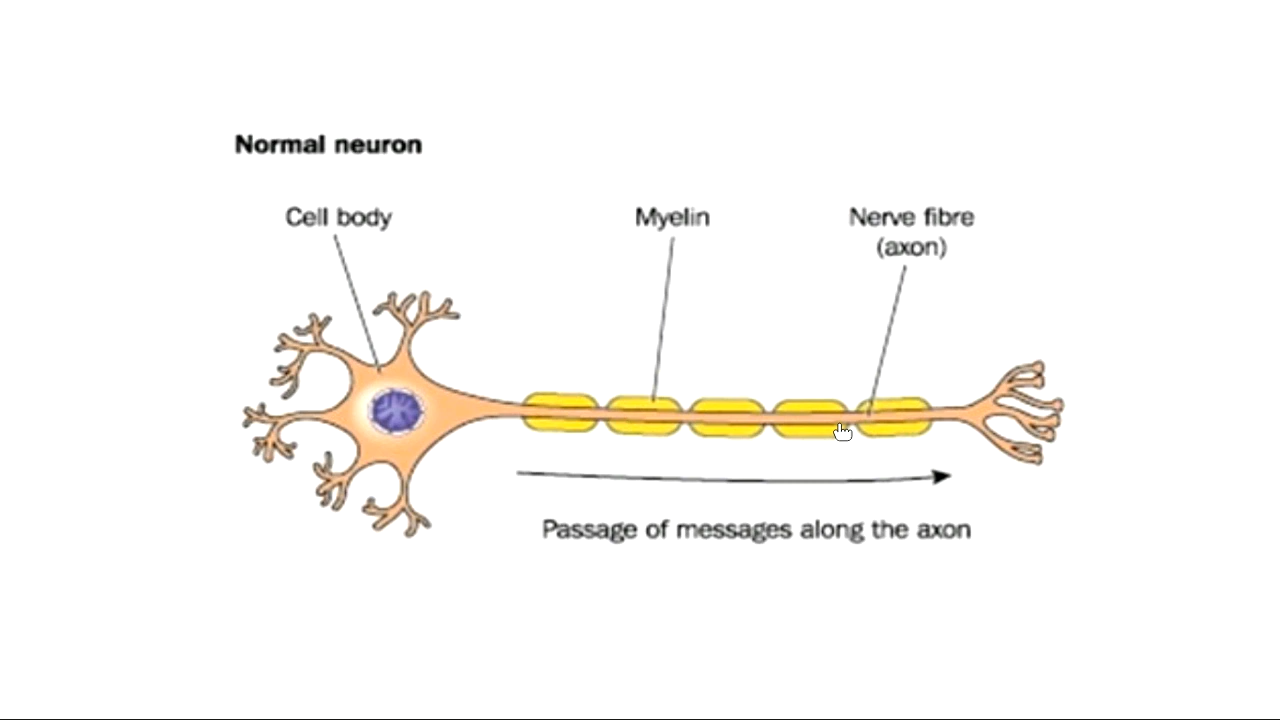 Normal neuron
Cell body
Myelin
Nerve fibre
(axon)
Passage of messages along the axon